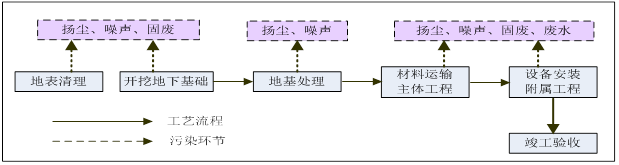 扬尘、噪声、固废
扬尘、噪声
扬尘、噪声、固废、废水
地表清理
开挖地下基础
地基处理
材料运输
主体工程
设备安装
附属工程
工艺流程
污染环节
竣工验收